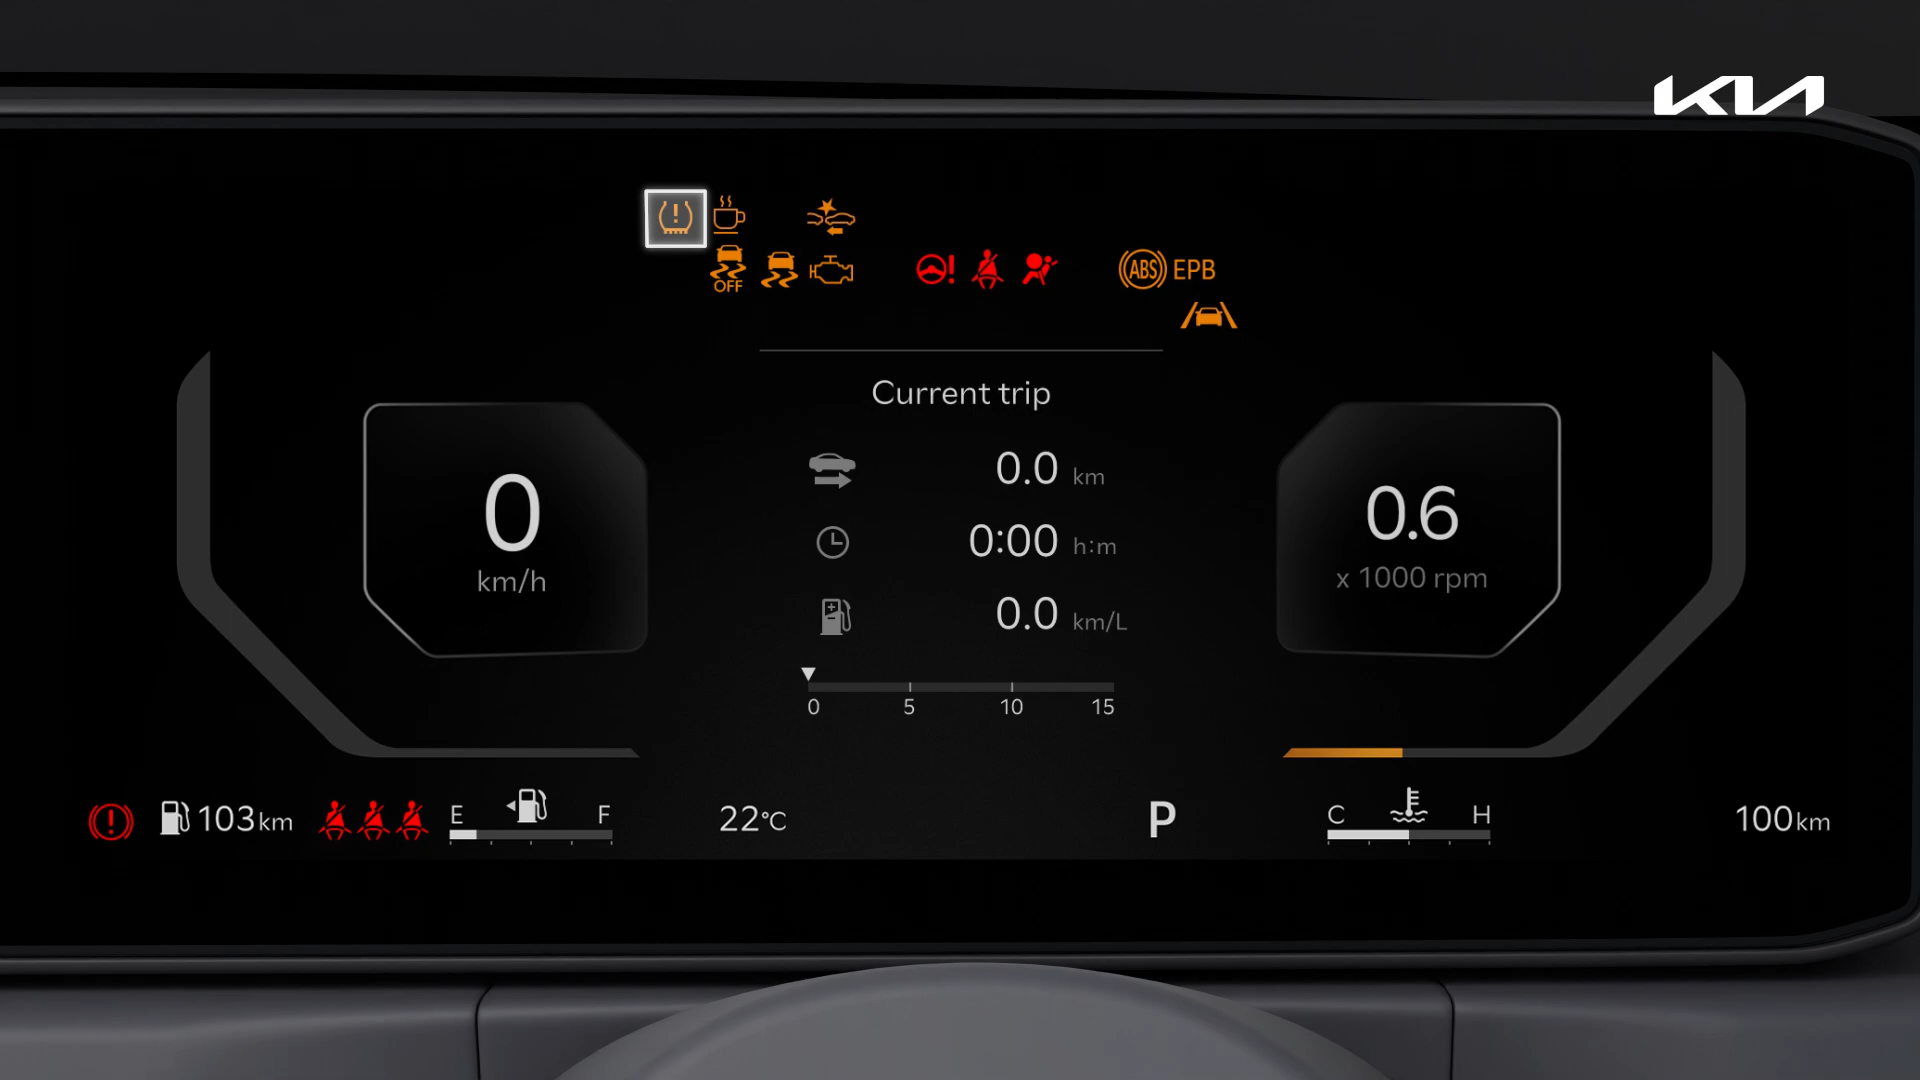 KIA
OFF
ABS
EPB
Current trip
0.0 km
0:00 h:m
0.0 km/L
0 5 10 15
0
km/h
0.6
x 1000 rpm
103km
E F
22°C
P
C H
100km